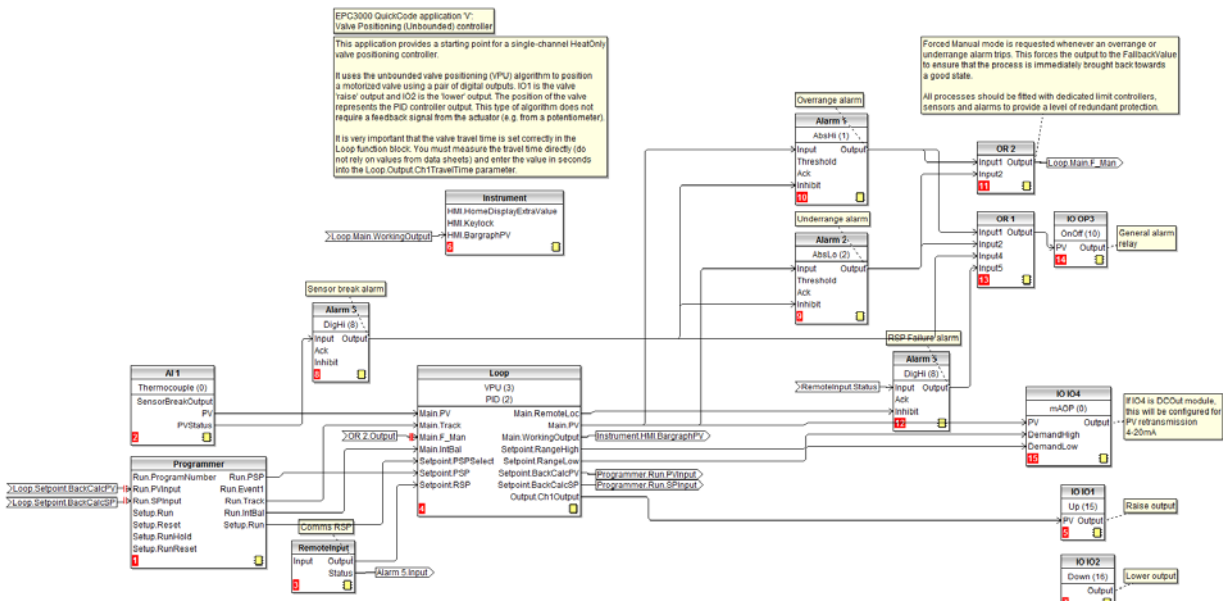 EPC3000 QuickCode application 'V':
Valve Positioning (Unbounded) controller
This application provides a starting point for a single-channel HeatOnly
valve positioning controller.
It uses the unbounded valve positioning (VPU) algorithm to position
a motorized valve using a pair of digital outputs. IO1 is the valve
'raise' output and IO2 is the 'lower' output. The position of the valve
represents the PID controller output. This type of algorithm does not
require a feedback signal from the actuator (e.g. from a potentiometer).
It is very important that the valve travel time is set correctly in the
Loop function block. You must measure the travel time directly (do
not rely on values from data sheets) and enter the value in seconds
into the Loop.Output.Ch1TravelTime parameter.
Forced Manual mode is requested whenever an overrange or
underrange alarm trips. This forces the output to the FallbackValue
to ensure that the process is immediately brought back towards
a good state.
All processes should be fitted with dedicated limit controllers,
sensors and alarms to provide a level of redundant protection.
Instrument
HMI.HomeDisplayExtraValue
HMI.Keylock
HMI.BargraphPV
6
Loop.Main.WorkingOutput
Overrange alarm
AbsHi (1)
Input Output
Threshold
Ack
Inhibit
10
OR 2
Input1 Output
Input2
11
Loop.Main.F_Man
Underrange alarm
Alarm 2
AbsLo (2)
Input Output
Threshold
Ack
Inhibit
9
OR 1
Input1 Output
Input2
Input4
Input5
13
IO OP3
OnOff (10)
PV Output
14
General alarm
relay
Sensor break alarm
DigHi (8)
Input Output
Ack
Inhibit
8
AI 1
Thermocouple (0)
SensorBreakOutput
PV
PVStatus
2
Programmer
Run.ProgramNumber Run.PSP
Run.PVInput Run.Event1
Run.SPInput Run.Track
Setup.Run Run.IntBal
Setup.Reset Setup.Run
Setup.RunHold
Setup.RunReset
1
Loop.Setpoint.BackCalcPV
Loop.Setpoint.BackCalcSP
Loop
VPU (3)
PID (2)
Main.PV Main.RemoteLoc
Main.Track Main.PV
Main.F_Man Main.WorkingOutput
Main.IntBal Setpoint.RangeHigh
Setpoint.PSPSelect Setpoint.RangeLow
Setpoint.PSP Setpoint.BackCalcPV
Setpoint.RSP Setpoint.BackCalcSP
Output.Ch1Output
4
OR 2.Output
Instrument.HMI.BargraphPV
Programmer.Run.PVInput
Programmer.Run.SPInput
Comms RSP
RemoteInput
Input Output
Status
3
Alarm 5.Input
RSP Failure alarm
DigHi (8)
Input Output
Ack
Inhibit
12
RemoteInput.Status
IO IO4
mAOP (0)
PV Output
DemandHigh
DemandLow
15
If IO4 is DCOut module,
this will be configured for
PV retransmission
4-20mA
IO IO1
Up (15)
PV Output
5
Raise output
IO IO2
Down (16)
Output
Lower output